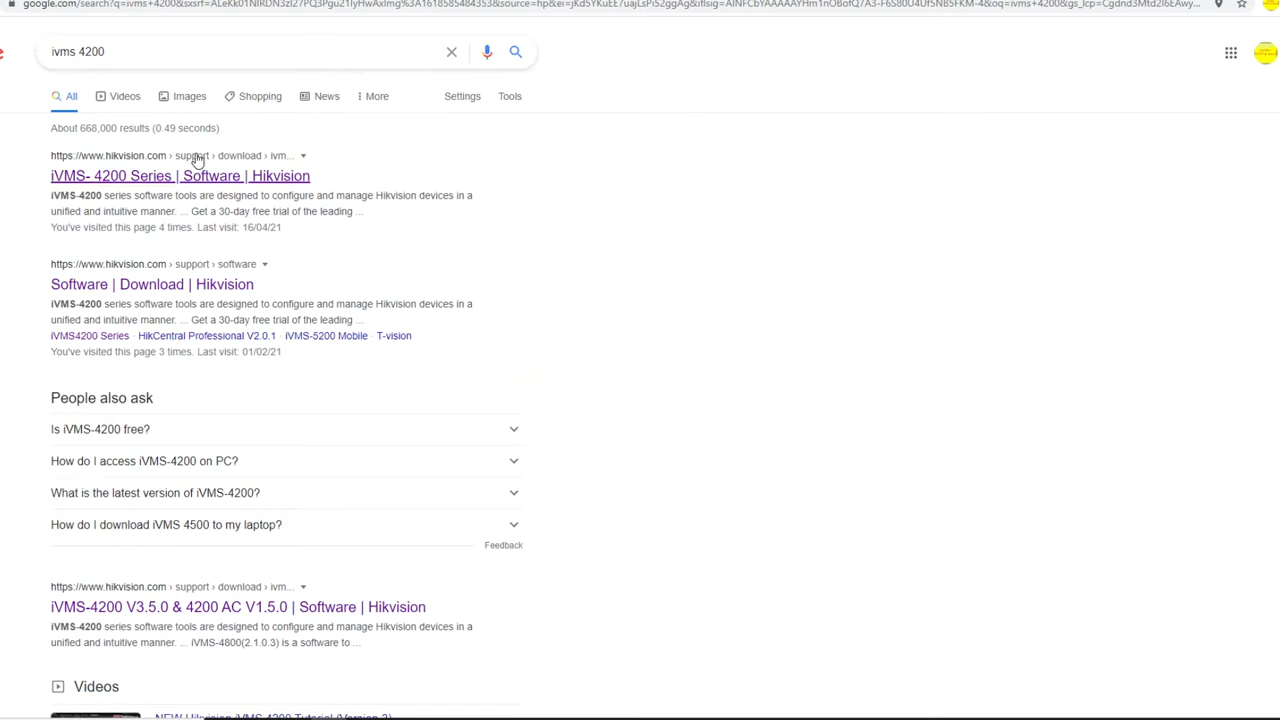 ivms 4200
All Videos Images Shopping News More Settings Tools
About 668,000 results (0.49 seconds)
https://www.hikvision.com › support › download › ivm...
iVMS- 4200 Series | Software | Hikvision
iVMS-4200 series software tools are designed to configure and manage Hikvision devices in a
unified and intuitive manner. ... Get a 30-day free trial of the leading ...
You've visited this page 4 times. Last visit: 16/04/21
https://www.hikvision.com › support › software
Software | Download | Hikvision
iVMS-4200 series software tools are designed to configure and manage Hikvision devices in a
unified and intuitive manner. ... Get a 30-day free trial of the leading ...
iVMS4200 Series · HikCentral Professional V2.0.1 · iVMS-5200 Mobile · T-vision
You've visited this page 3 times. Last visit: 01/02/21
People also ask
Is iVMS-4200 free?
How do I access iVMS-4200 on PC?
What is the latest version of iVMS-4200?
How do I download iVMS 4500 to my laptop?
Feedback
https://www.hikvision.com › support › download › ivm...
iVMS-4200 V3.5.0 & 4200 AC V1.5.0 | Software | Hikvision
iVMS-4200 series software tools are designed to configure and manage Hikvision devices in a
unified and intuitive manner. ... iVMS-4800(2.1.0.3) is a software to ...
Videos
NEW Hikvision iVMS-4200 Tutorial (Version 3)